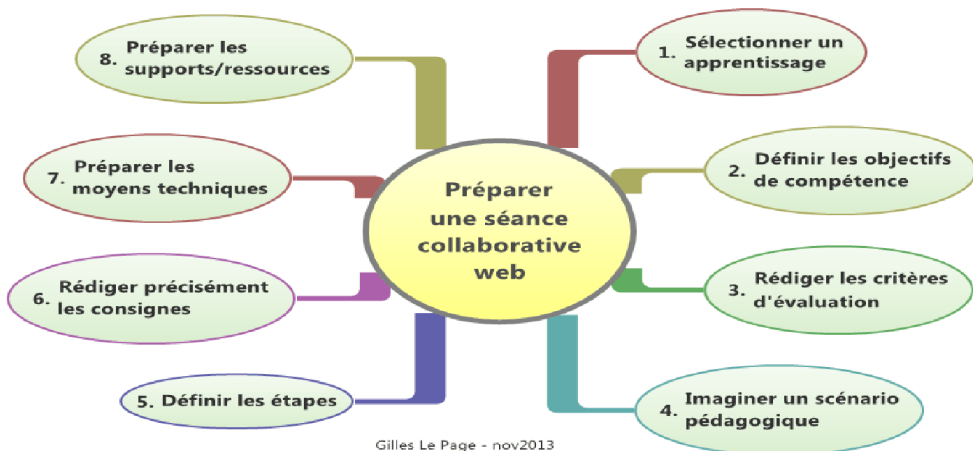 Préparer
une séance
collaborative
web
1. Sélectionner un
apprentissage
2. Définir les objectifs
de compétence
3. Rédiger les critères
d'évaluation
4. Imaginer un scénario
pédagogique
5. Définir les étapes
6. Rédiger précisément
les consignes
7. Préparer les
moyens techniques
8. Préparer les
supports/ressources
Gilles Le Page - nov2013